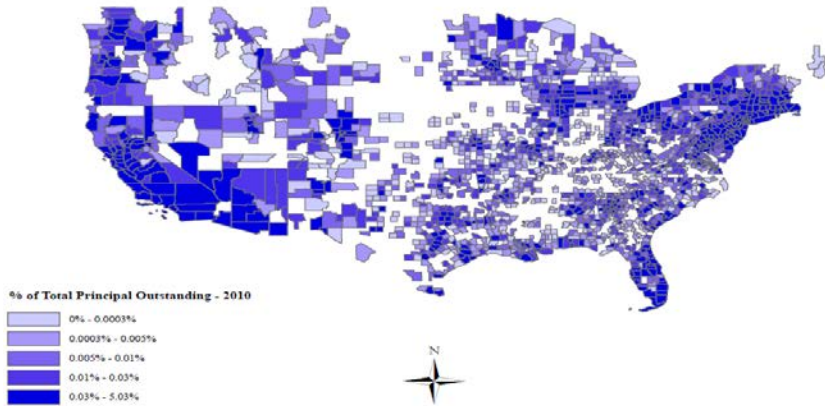 % of Total Principal Outstanding - 2010
0% - 0.0003%
0.0003% - 0.005%
0.005% - 0.01%
0.01% - 0.03%
0.03% - 5.03%
N